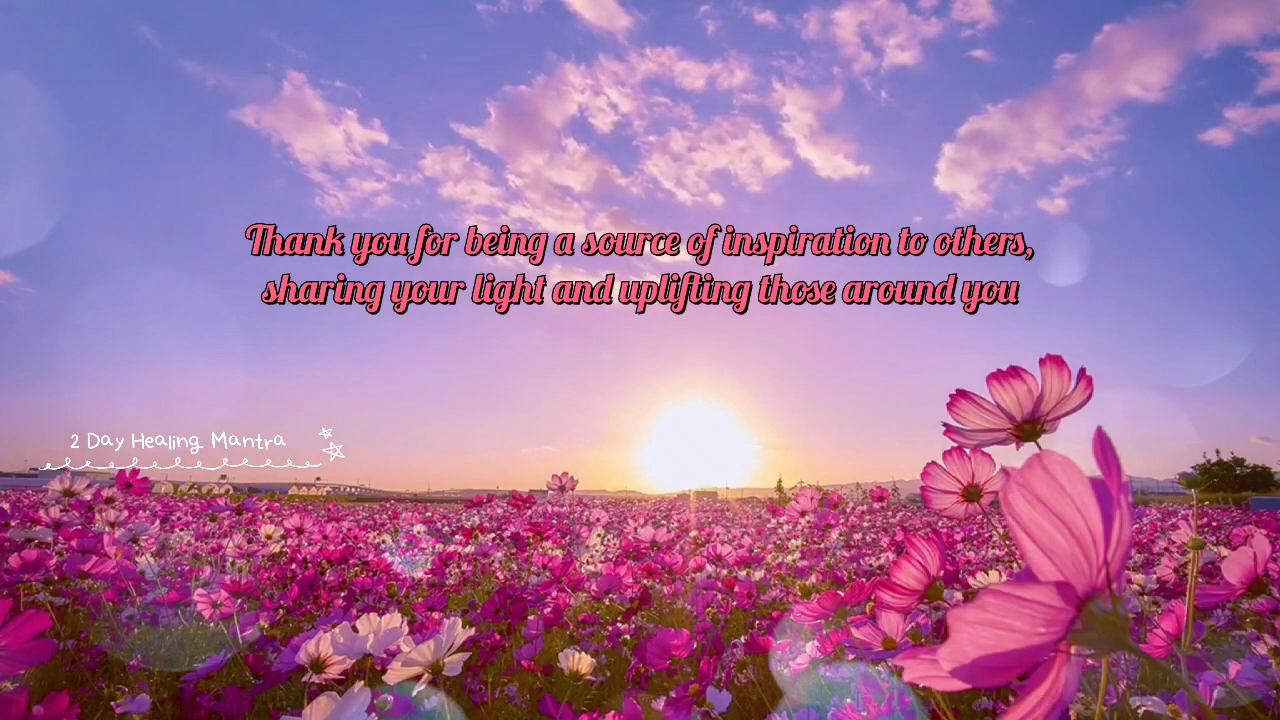 Thank you for being a source of inspiration to others,
sharing your light and uplifting those around you
2 Day Healing Mantra